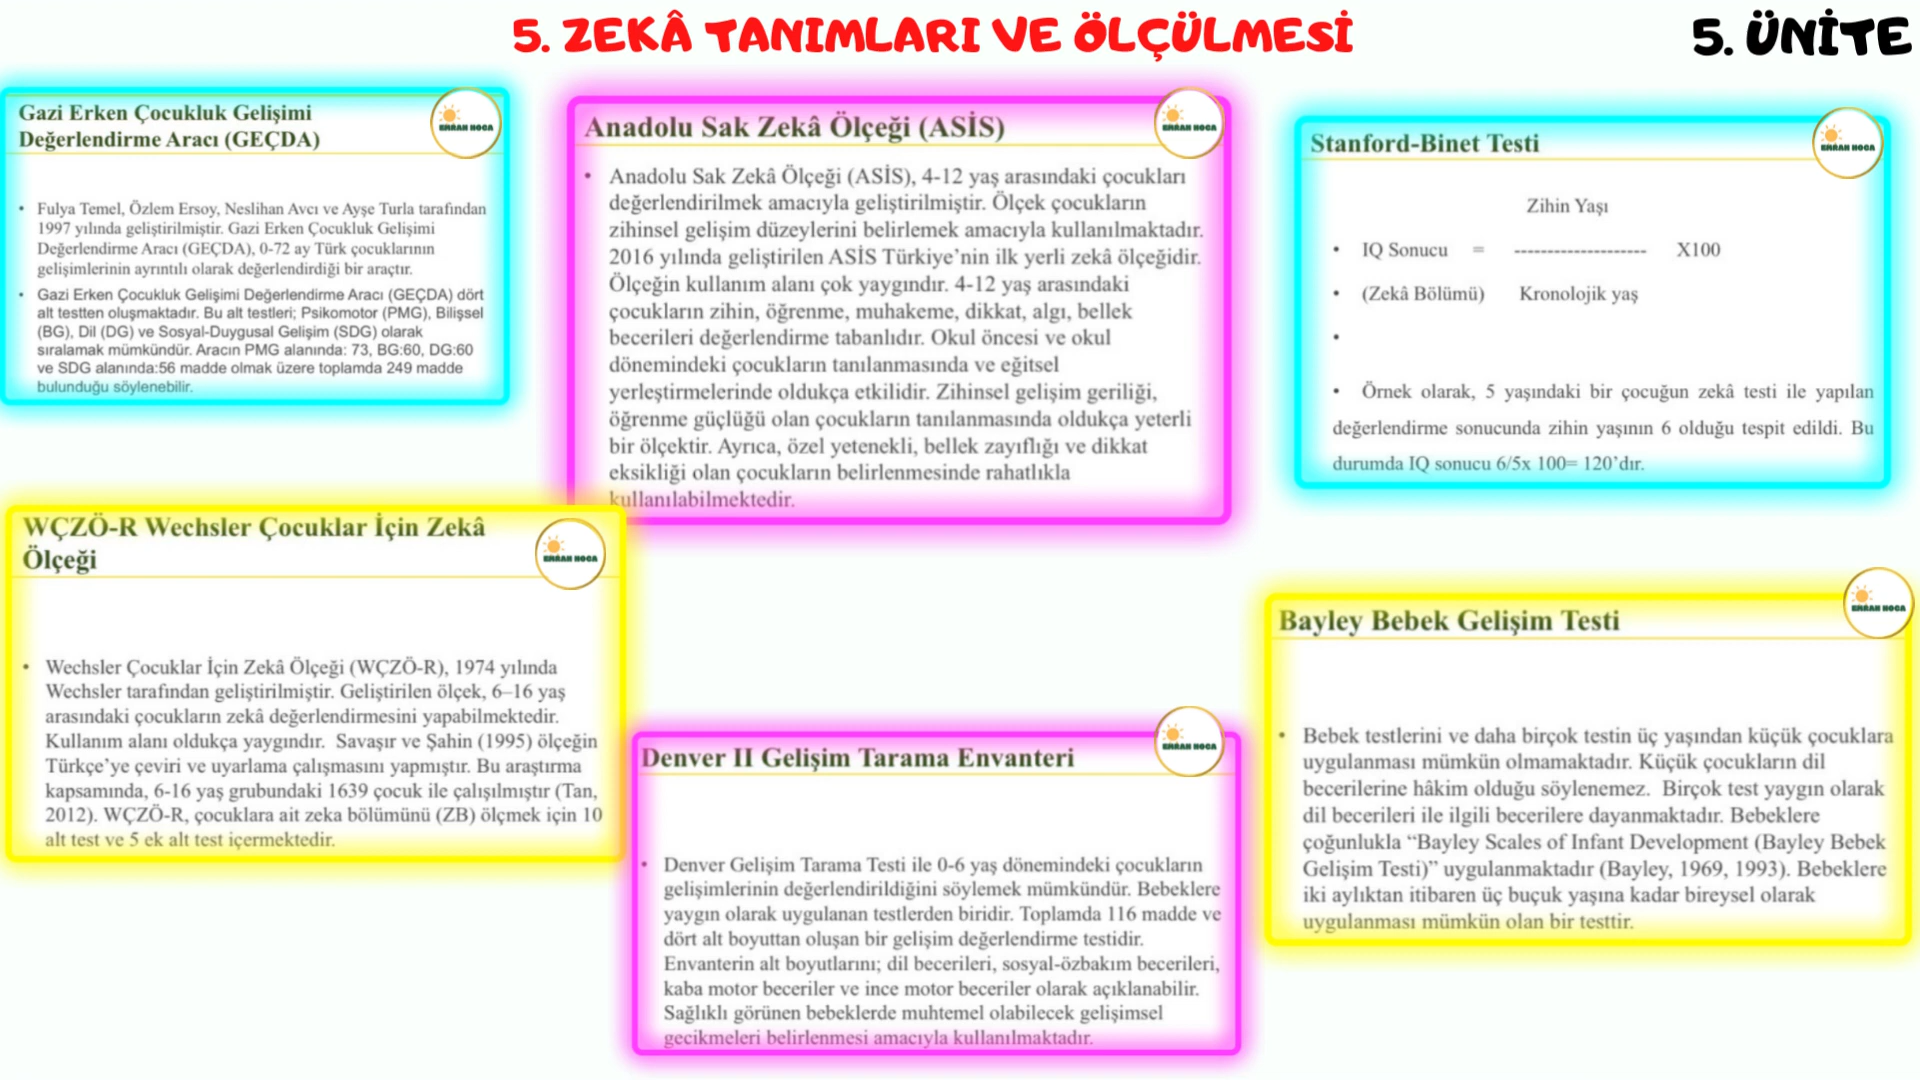 5. ZEKÂ TANIMLARI VE ÖLÇÜLMESİ
5. ÜNİTE
Gazi Erken Çocukluk Gelişimi
Değerlendirme Aracı (GEÇDA)
EMRAH HOCA
• Fulya Temel, Özlem Ersoy, Neslihan Avcı ve Ayşe Turla tarafından
1997 yılında geliştirilmiştir. Gazi Erken Çocukluk Gelişimi
Değerlendirme Aracı (GEÇDA), 0-72 ay Türk çocuklarının
gelişimlerinin ayrıntılı olarak değerlendirdiği bir araçtır.
• Gazi Erken Çocukluk Gelişimi Değerlendirme Aracı (GEÇDA) dört
alt testten oluşmaktadır. Bu alt testleri; Psikomotor (PMG), Bilişsel
(BG), Dil (DG) ve Sosyal-Duygusal Gelişim (SDG) olarak
sıralamak mümkündür. Aracın PMG alanında: 73, BG:60, DG:60
ve SDG alanında:56 madde olmak üzere toplamda 249 madde
bulunduğu söylenebilir.
Anadolu Sak Zekâ Ölçeği (ASİS)
EMRAH HOCA
• Anadolu Sak Zekâ Ölçeği (ASİS), 4-12 yaş arasındaki çocukları
değerlendirilmek amacıyla geliştirilmiştir. Ölçek çocukların
zihinsel gelişim düzeylerini belirlemek amacıyla kullanılmaktadır.
2016 yılında geliştirilen ASİS Türkiye’nin ilk yerli zekâ ölçeğidir.
Ölçeğin kullanım alanı çok yaygındır. 4-12 yaş arasındaki
çocukların zihin, öğrenme, muhakeme, dikkat, algı, bellek
becerileri değerlendirme tabanlıdır. Okul öncesi ve okul
dönemindeki çocukların tanılanmasında ve eğitsel
yerleştirmelerinde oldukça etkilidir. Zihinsel gelişim geriliği,
öğrenme güçlüğü olan çocukların tanılanmasında oldukça yeterli
bir ölçektir. Ayrıca, özel yetenekli, bellek zayıflığı ve dikkat
eksikliği olan çocukların belirlenmesinde rahatlıkla
kullanılabilmektedir.
Stanford-Binet Testi
EMRAH HOCA
Zihin Yaşı
• IQ Sonucu = -------------------- X100
• (Zekâ Bölümü) Kronolojik yaş
•
• Örnek olarak, 5 yaşındaki bir çocuğun zekâ testi ile yapılan
değerlendirme sonucunda zihin yaşının 6 olduğu tespit edildi. Bu
durumda IQ sonucu 6/5x 100= 120’dır.
WÇZÖ-R Wechsler Çocuklar İçin Zekâ
Ölçeği
EMRAH HOCA
• Wechsler Çocuklar İçin Zekâ Ölçeği (WÇZÖ-R), 1974 yılında
Wechsler tarafından geliştirilmiştir. Geliştirilen ölçek, 6–16 yaş
arasındaki çocukların zekâ değerlendirmesini yapabilmektedir.
Kullanım alanı oldukça yaygındır. Savaşır ve Şahin (1995) ölçeğin
Türkçe’ye çeviri ve uyarlama çalışmasını yapmıştır. Bu araştırma
kapsamında, 6-16 yaş grubundaki 1639 çocuk ile çalışılmıştır (Tan,
2012). WÇZÖ-R, çocuklara ait zeka bölümünü (ZB) ölçmek için 10
alt test ve 5 ek alt test içermektedir.
Denver II Gelişim Tarama Envanteri
EMRAH HOCA
• Denver Gelişim Tarama Testi ile 0-6 yaş dönemindeki çocukların
gelişimlerinin değerlendirildiğini söylemek mümkündür. Bebeklere
yaygın olarak uygulanan testlerden biridir. Toplamda 116 madde ve
dört alt boyuttan oluşan bir gelişim değerlendirme testidir.
Envanterin alt boyutlarını; dil becerileri, sosyal-özbakım becerileri,
kaba motor beceriler ve ince motor beceriler olarak açıklanabilir.
Sağlıklı görünen bebeklerde muhtemel olabilecek gelişimsel
gecikmeleri belirlenmesi amacıyla kullanılmaktadır.
Bayley Bebek Gelişim Testi
EMRAH HOCA
• Bebek testlerini ve daha birçok testin üç yaşından küçük çocuklara
uygulanması mümkün olmamaktadır. Küçük çocukların dil
becerilerine hâkim olduğu söylenemez. Birçok test yaygın olarak
dil becerileri ile ilgili becerilere dayanmaktadır. Bebeklere
çoğunlukla “Bayley Scales of Infant Development (Bayley Bebek
Gelişim Testi)” uygulanmaktadır (Bayley, 1969, 1993). Bebeklere
iki aylıktan itibaren üç buçuk yaşına kadar bireysel olarak
uygulanması mümkün olan bir testtir.